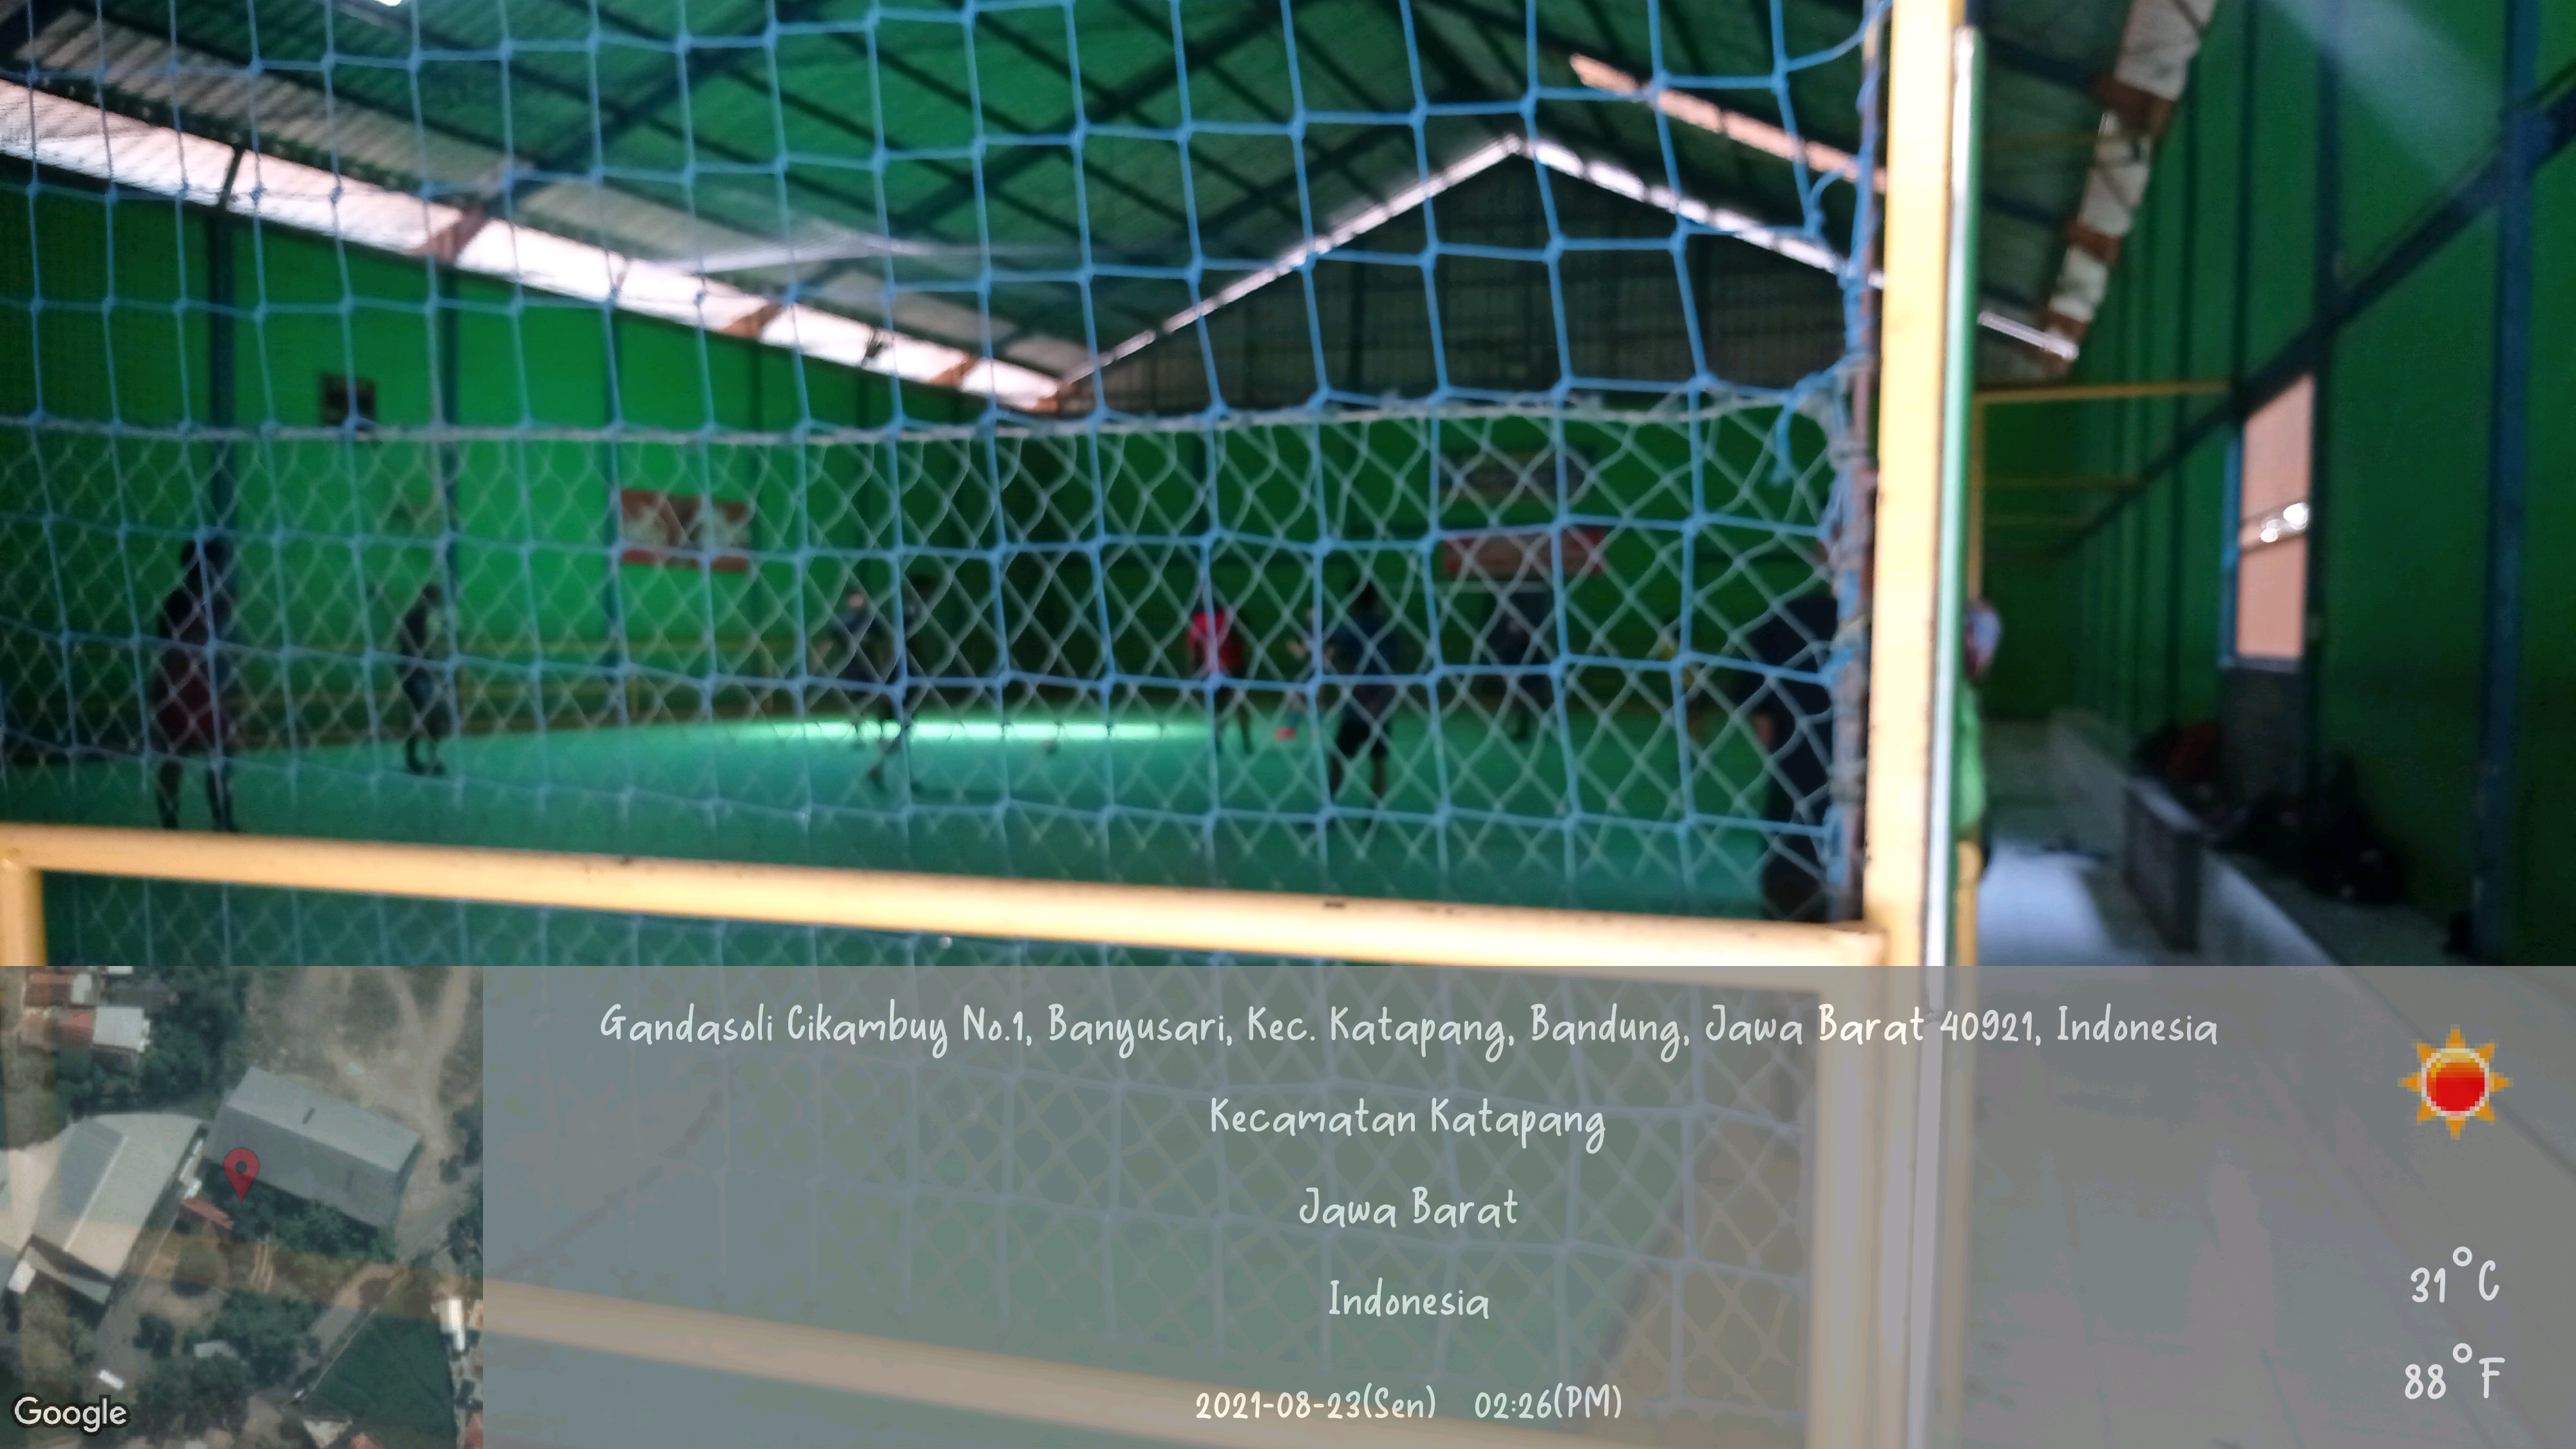 Gandasoli Cikambuy No.1, Banyusari, Kec. Katapang, Bandung, Jawa Barat 40921, Indonesia
Kecamatan Katapang
Jawa Barat
Indonesia
2021-08-23(Sen) 02:26(PM)
31°C
88°F
Google